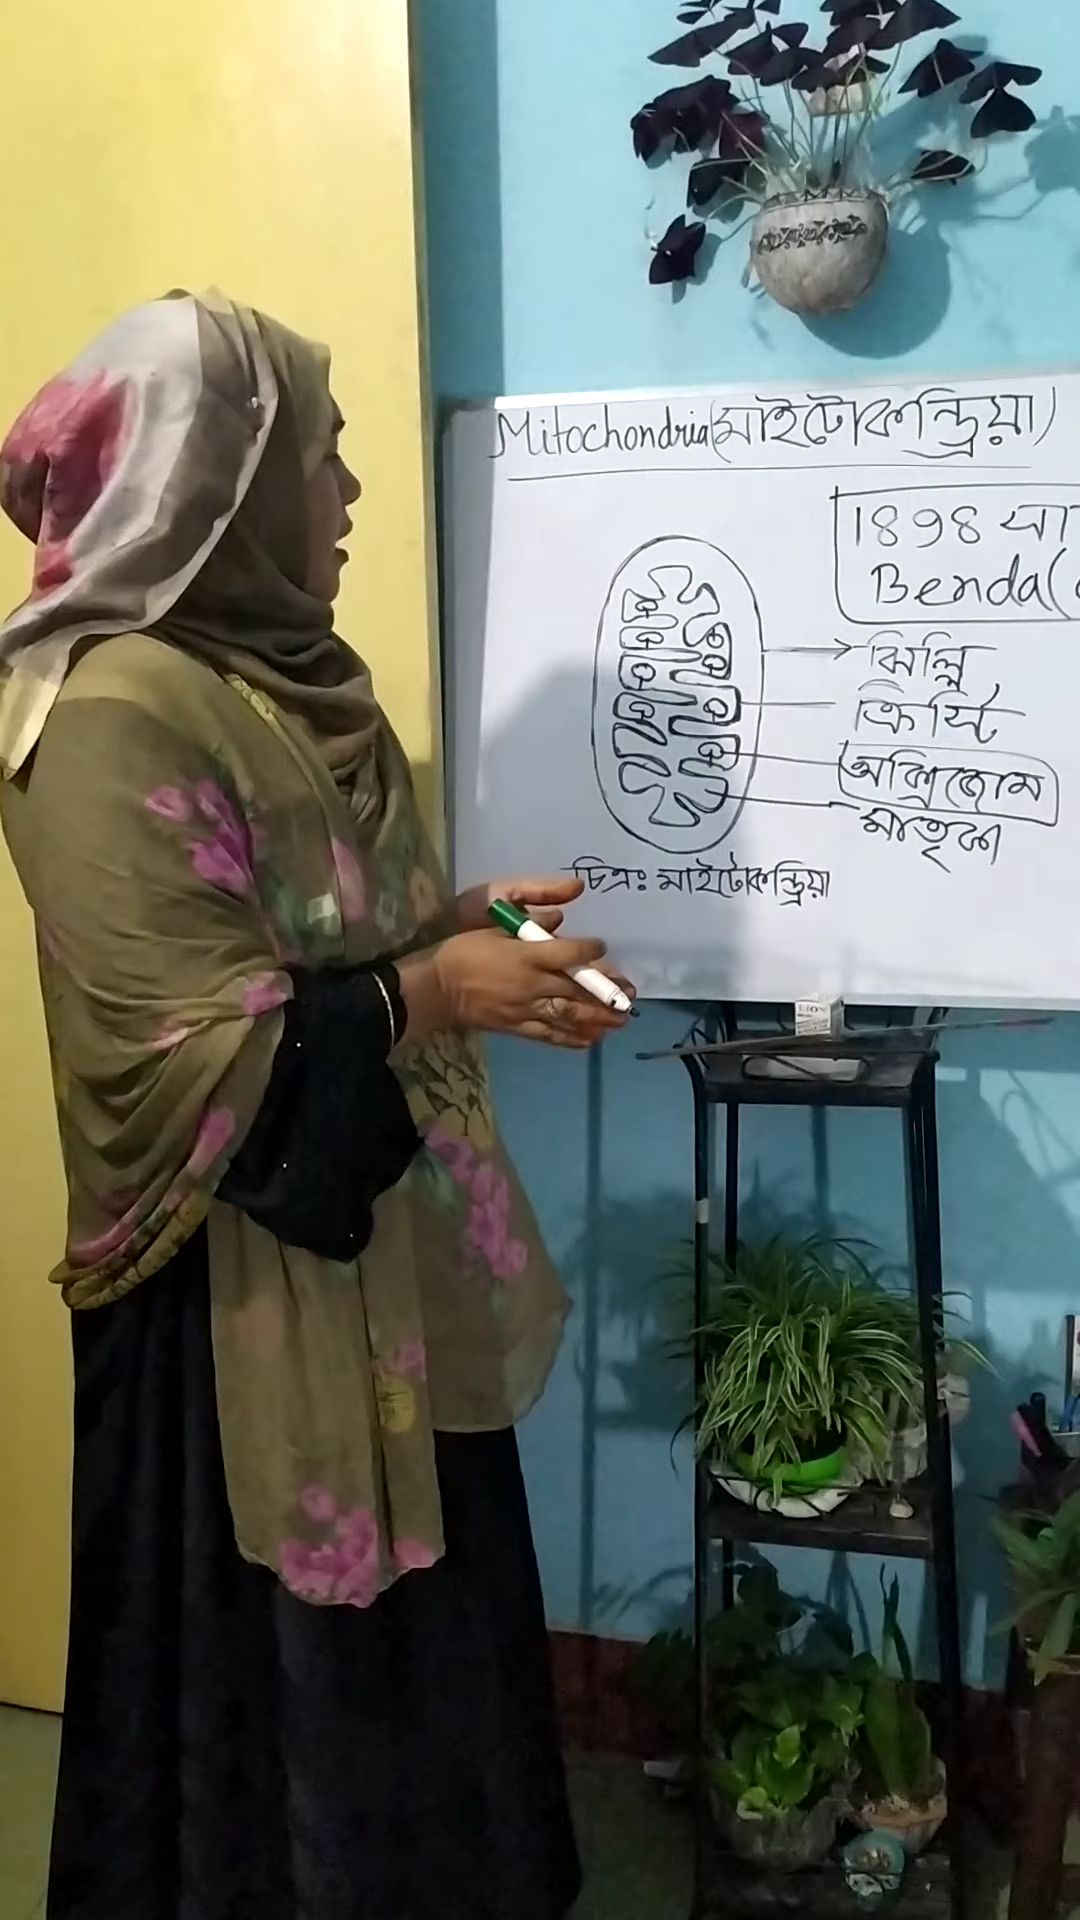 Mitochondria(মাইটোকন্ড্রিয়া)
1898 সা
Benda(
ঝিল্লি
ক্রিস্টি
অক্সিজোম
মাতৃকা
চিত্রঃ মাইটোকন্ড্রিয়া